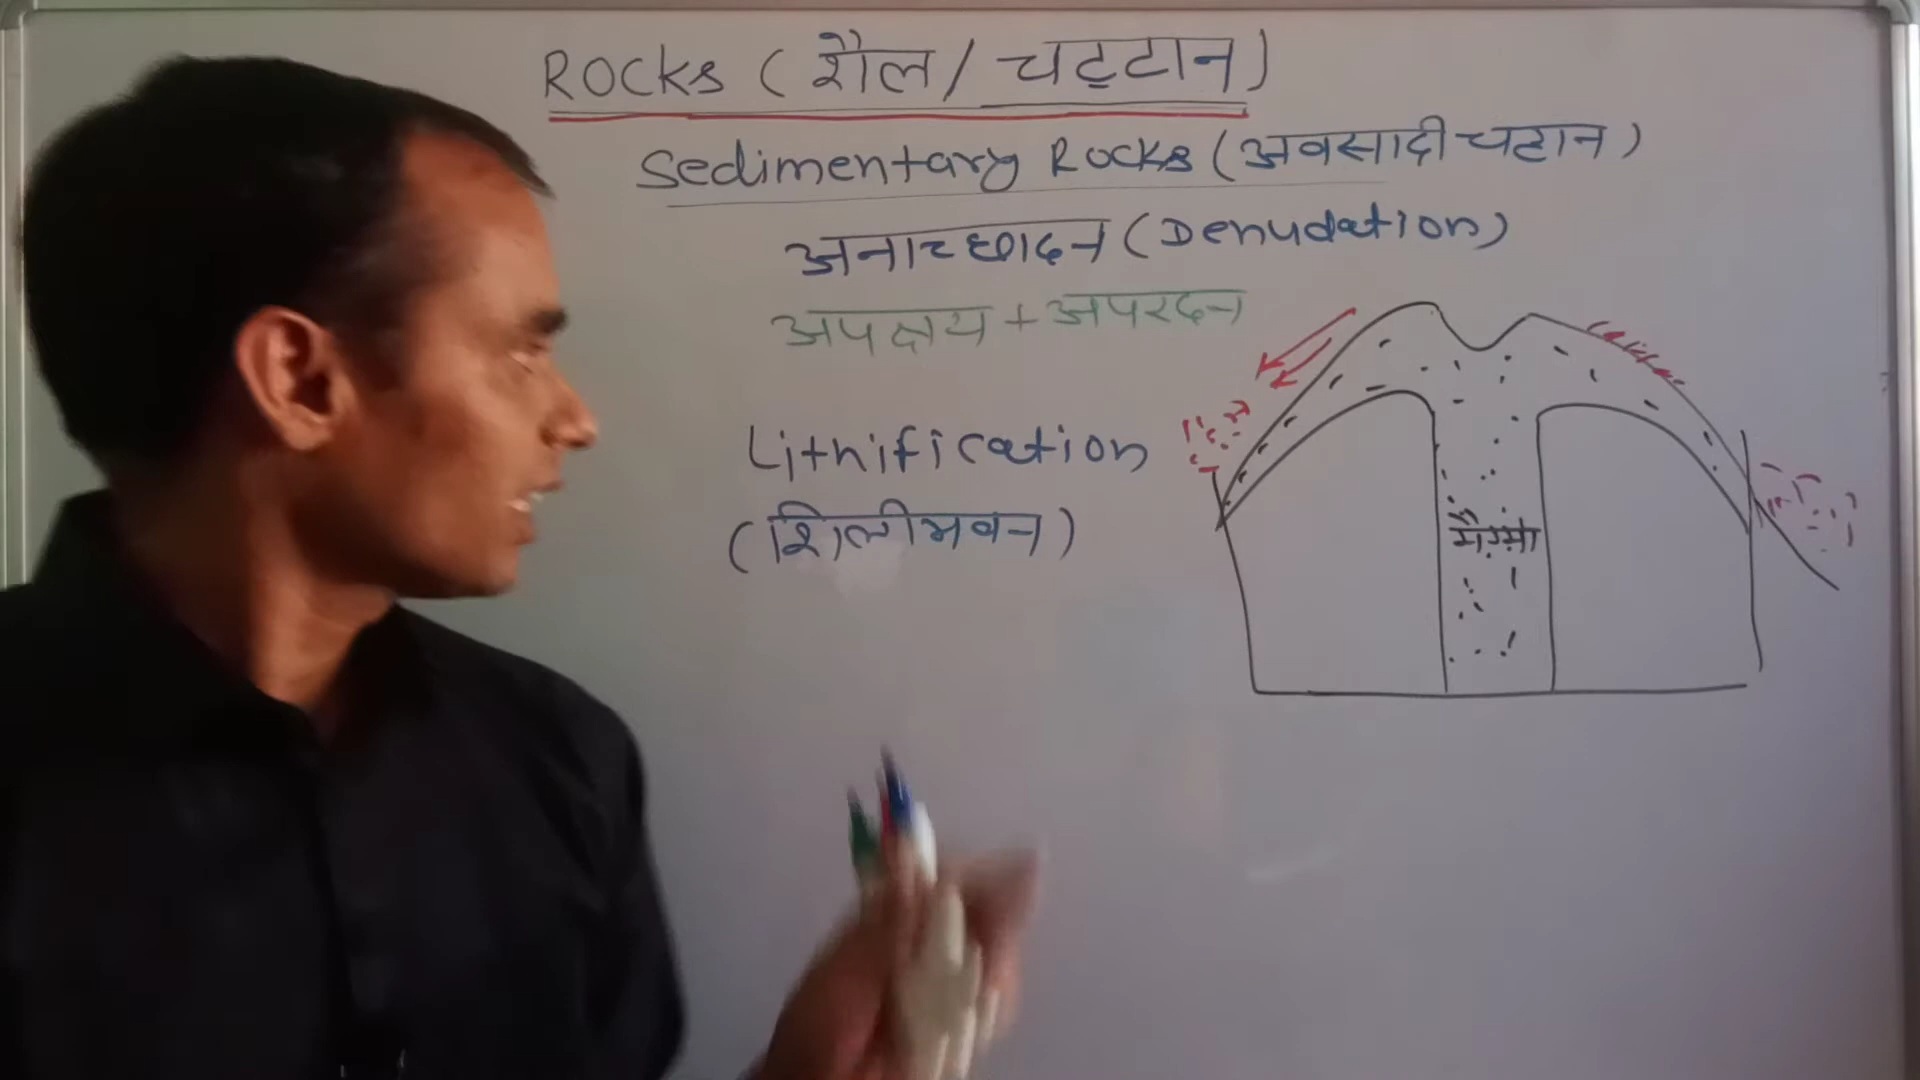 ROCKS (शैल/ चट्टान)
Sedimentary Rocks (अवसादी चट्टान)
अनाच्छादन (Denudation)
अपक्षय + अपरदन
Lithification
(शिलीभवन)
मैग्मा